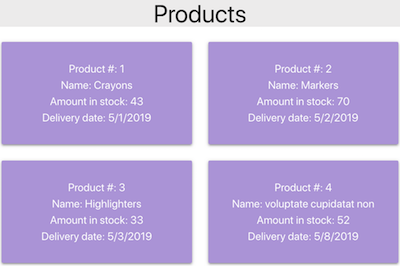 Products
Product #: 1
Name: Crayons
Amount in stock: 43
Delivery date: 5/1/2019
Product #: 2
Name: Markers
Amount in stock: 70
Delivery date: 5/2/2019
Product #: 3
Name: Highlighters
Amount in stock: 33
Delivery date: 5/3/2019
Product #: 4
Name: voluptate cupidatat non
Amount in stock: 52
Delivery date: 5/8/2019